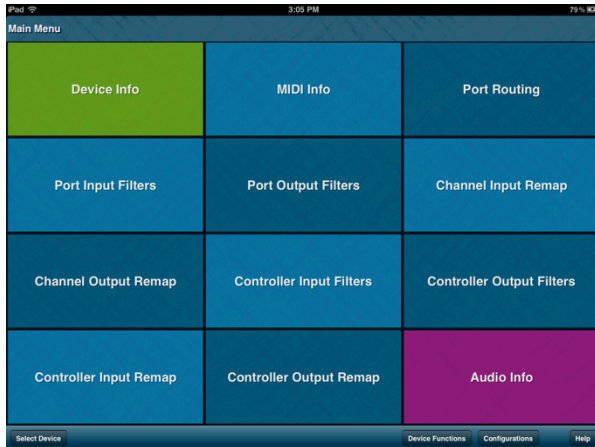 iPad 3:05 PM 79%
Main Menu
Device Info MIDI Info Port Routing
Port Input Filters Port Output Filters Channel Input Remap
Channel Output Remap Controller Input Filters Controller Output Filters
Controller Input Remap Controller Output Remap Audio Info
Select Device Device Functions Configurations Help